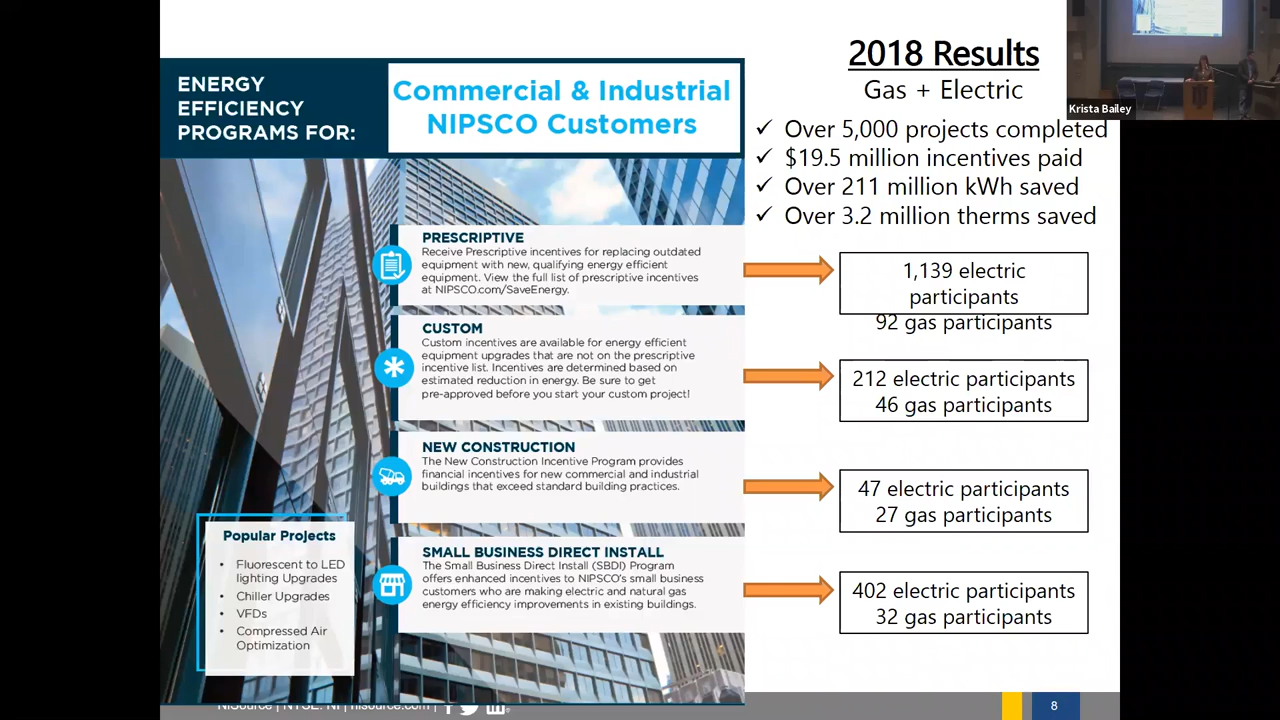 ENERGY
EFFICIENCY
PROGRAMS FOR:
Commercial & Industrial
NIPSCO Customers
2018 Results
Gas + Electric
Krista Bailey
✓ Over 5,000 projects completed
✓ $19.5 million incentives paid
✓ Over 211 million kWh saved
✓ Over 3.2 million therms saved
PRESCRIPTIVE
Receive Prescriptive incentives for replacing outdated
equipment with new, qualifying energy efficient
equipment. View the full list of prescriptive incentives
at NIPSCO.com/SaveEnergy.
1,139 electric
participants
92 gas participants
CUSTOM
Custom incentives are available for energy efficient
equipment upgrades that are not on the prescriptive
incentive list. Incentives are determined based on
estimated reduction in energy. Be sure to get
pre-approved before you start your custom project!
212 electric participants
46 gas participants
NEW CONSTRUCTION
The New Construction Incentive Program provides
financial incentives for new commercial and industrial
buildings that exceed standard building practices.
47 electric participants
27 gas participants
SMALL BUSINESS DIRECT INSTALL
The Small Business Direct Install (SBDI) Program
offers enhanced incentives to NIPSCO's small business
customers who are making electric and natural gas
energy efficiency improvements in existing buildings.
402 electric participants
32 gas participants
Popular Projects
• Fluorescent to LED
lighting Upgrades
• Chiller Upgrades
• VFDs
• Compressed Air
Optimization
NiSource | NYSE: NI | nisource.com |
8